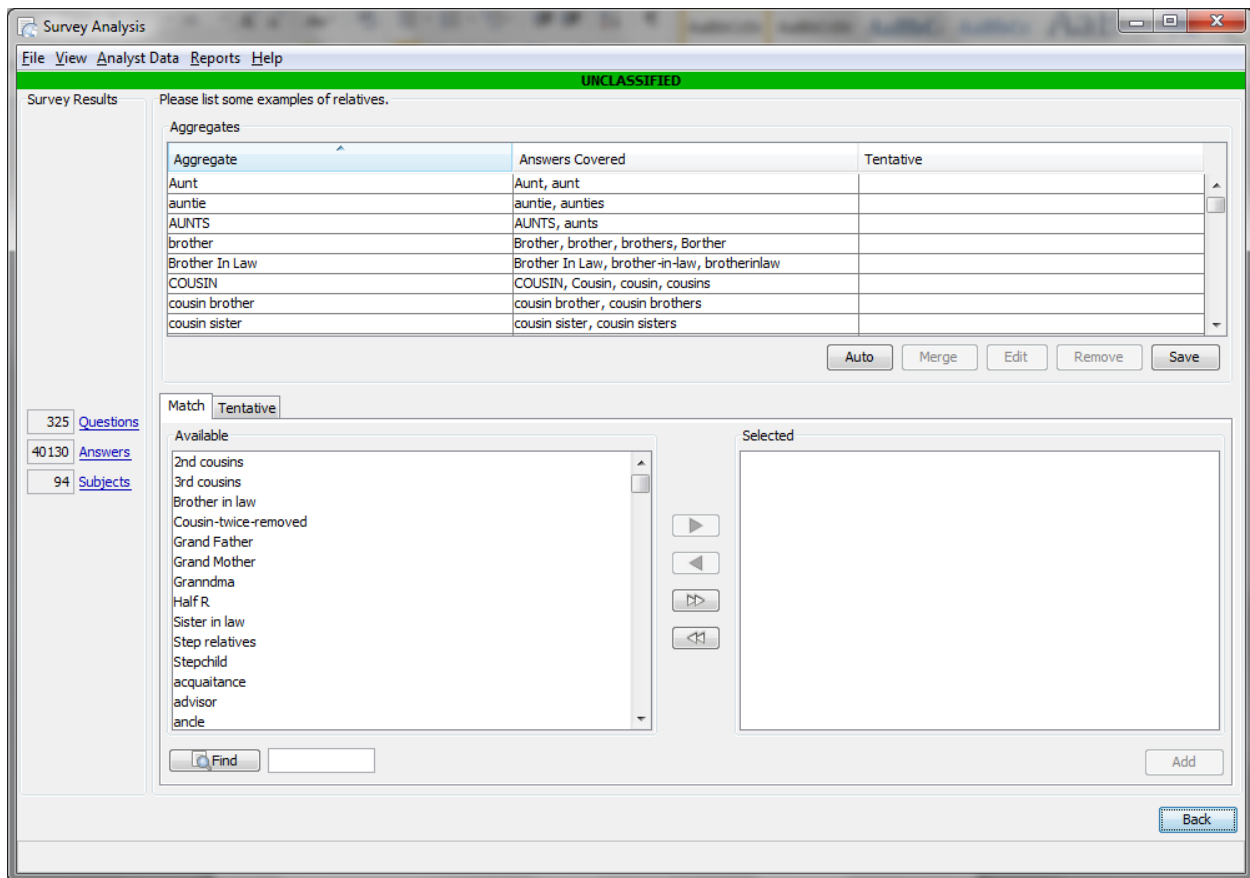 Survey Analysis
File View Analyst Data Reports Help
UNCLASSIFIED
Survey Results
Please list some examples of relatives.
Aggregates
Aggregate Answers Covered Tentative
Aunt Aunt, aunt
auntie auntie, aunties
AUNTS AUNTS, aunts
brother Brother, brother, brothers, Borther
Brother In Law Brother In Law, brother-in-law, brotherinlaw
COUSIN COUSIN, Cousin, cousin, cousins
cousin brother cousin brother, cousin brothers
cousin sister cousin sister, cousin sisters
Auto Merge Edit Remove Save
325 Questions
40130 Answers
94 Subjects
Match Tentative
Available
2nd cousins
3rd cousins
Brother in law
Cousin-twice-removed
Grand Father
Grand Mother
Granndma
Half R
Sister in law
Step relatives
Stepchild
acquaitance
advisor
ancle
Selected
Find
Add
Back